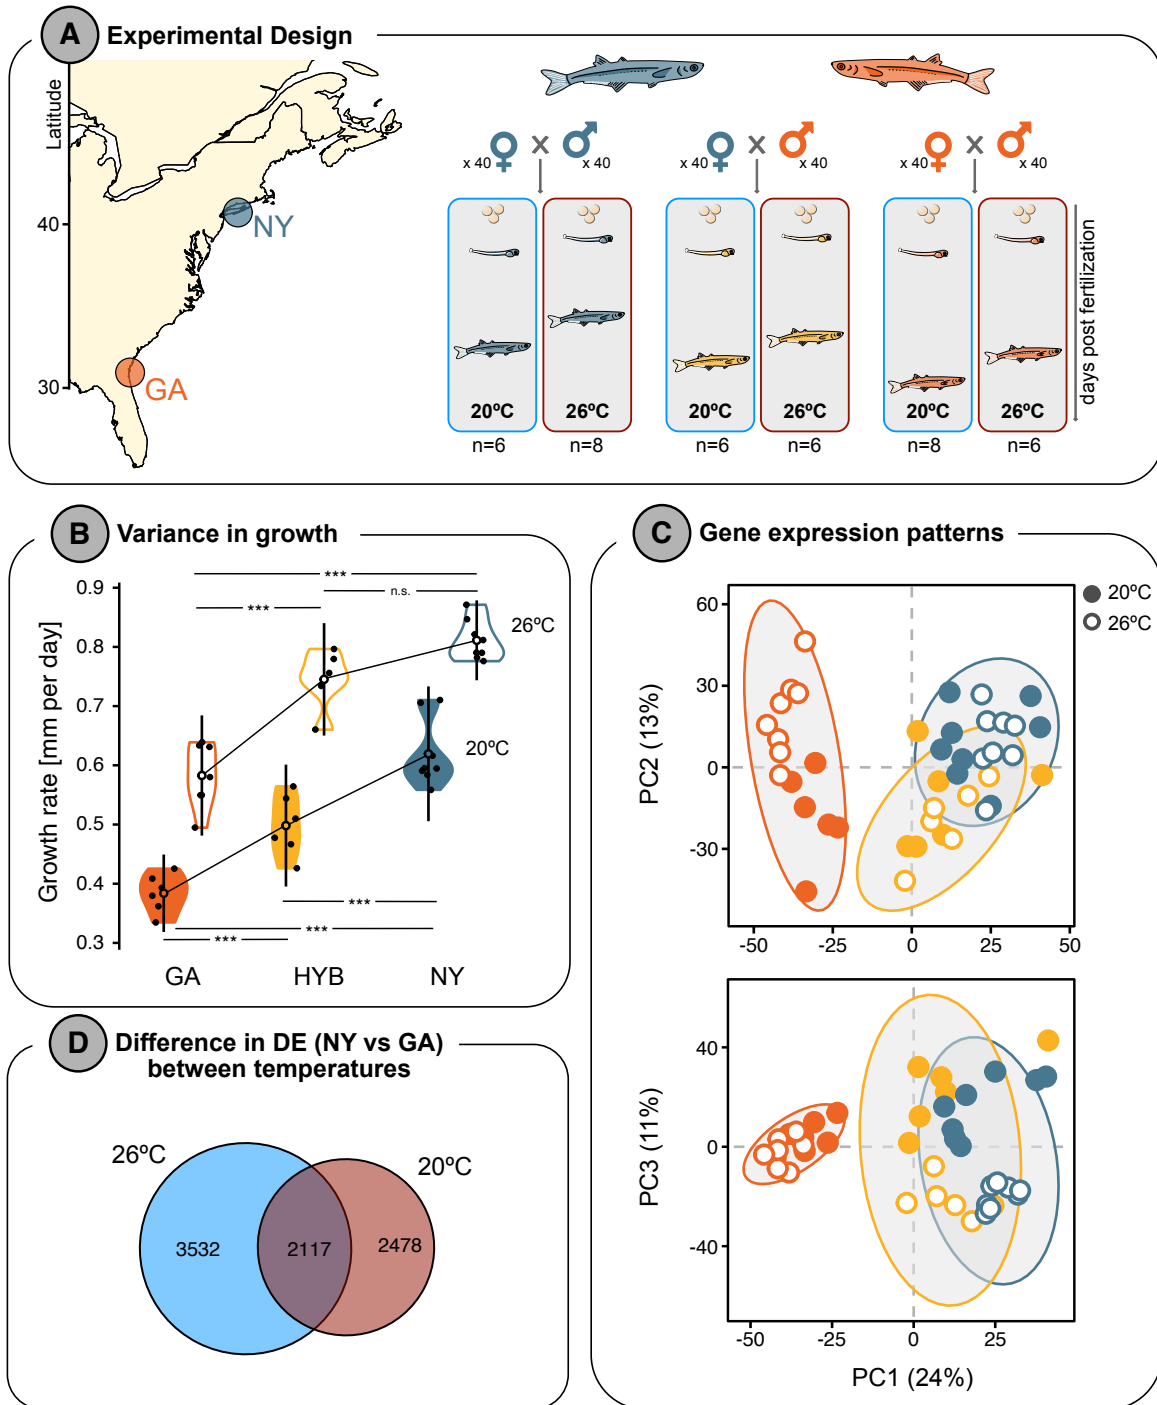 A Experimental Design
Latitude
40
30
NY
GA
x 40 ♀ X ♂ x 40
x 40 ♀ X ♂ x 40
x 40 ♀ X ♂ x 40
20ºC 26ºC 20ºC 26ºC 20ºC 26ºC
n=6 n=8 n=6 n=6 n=8 n=6
days post fertilization
B Variance in growth
Growth rate [mm per day]
0.9
0.8
0.7
0.6
0.5
0.4
0.3
***
n.s.
***
26ºC
20ºC
***
***
***
GA HYB NY
C Gene expression patterns
20ºC
26ºC
PC2 (13%)
60
30
0
-30
-50 -25 0 25 50
PC3 (11%)
40
0
-40
-50 -25 0 25
PC1 (24%)
D Difference in DE (NY vs GA)
between temperatures
26ºC
20ºC
3532 2117 2478